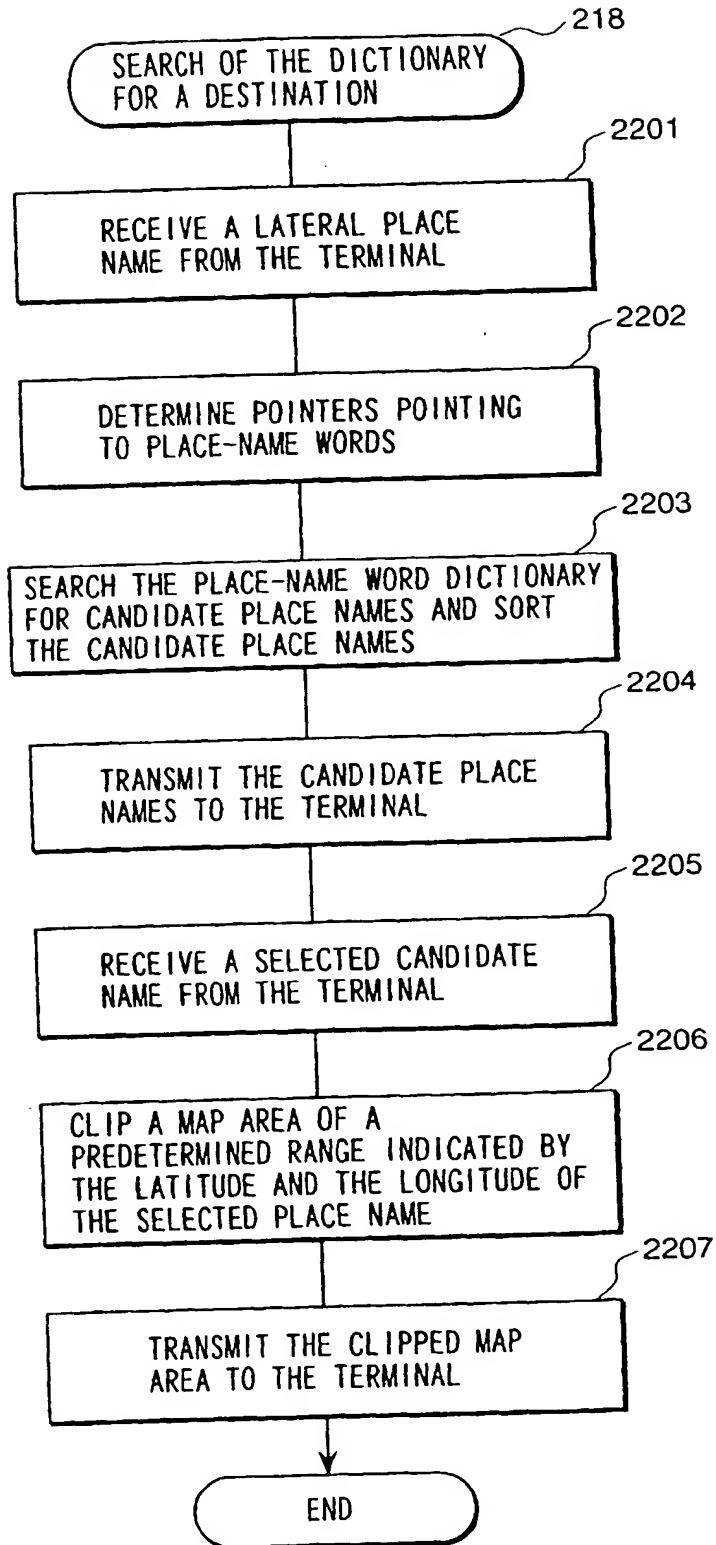 218
SEARCH OF THE DICTIONARY
FOR A DESTINATION
2201
RECEIVE A LATERAL PLACE
NAME FROM THE TERMINAL
2202
DETERMINE POINTERS POINTING
TO PLACE-NAME WORDS
2203
SEARCH THE PLACE-NAME WORD DICTIONARY
FOR CANDIDATE PLACE NAMES AND SORT
THE CANDIDATE PLACE NAMES
2204
TRANSMIT THE CANDIDATE PLACE
NAMES TO THE TERMINAL
2205
RECEIVE A SELECTED CANDIDATE
NAME FROM THE TERMINAL
2206
CLIP A MAP AREA OF A
PREDETERMINED RANGE INDICATED BY
THE LATITUDE AND THE LONGITUDE OF
THE SELECTED PLACE NAME
2207
TRANSMIT THE CLIPPED MAP
AREA TO THE TERMINAL
END